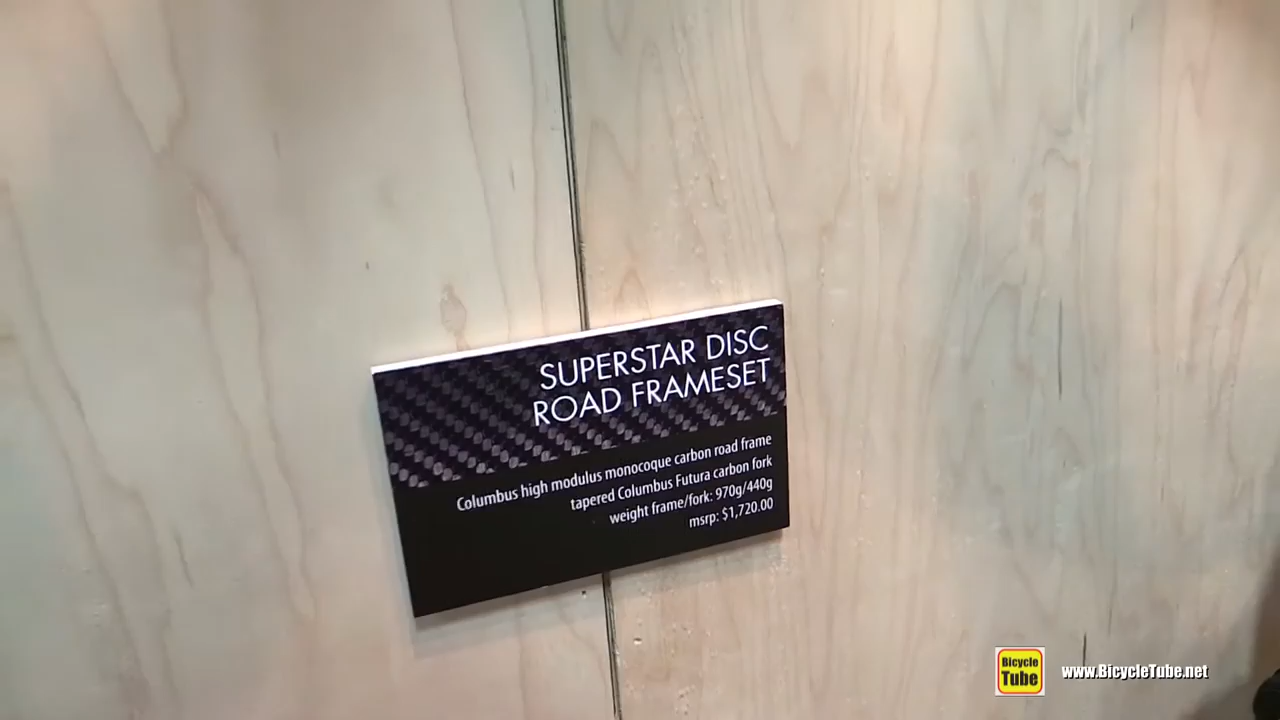 SUPERSTAR DISC
ROAD FRAMESET
Columbus high modulus monocoque carbon road frame
tapered Columbus Futura carbon fork
weight frame/fork: 970g/440g
msrp: $1,720.00
Bicycle
Tube
www.BicycleTube.net